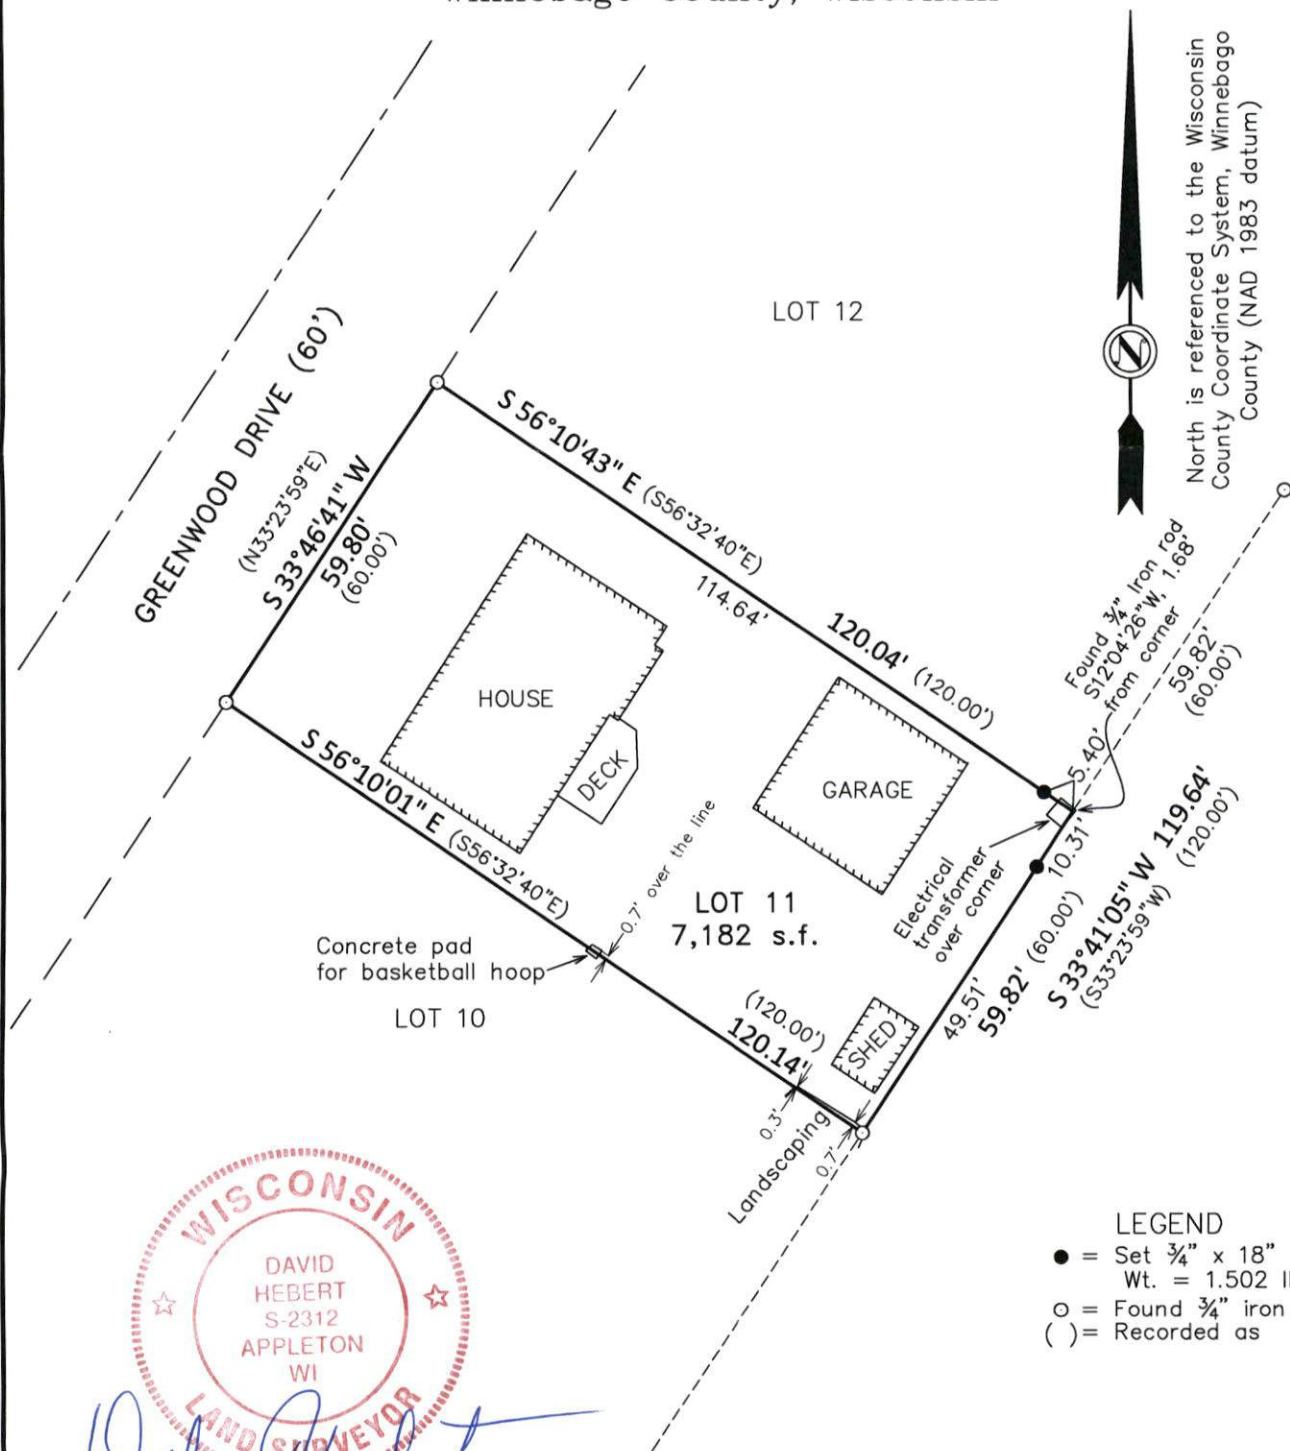 North is referenced to the Wisconsin
County Coordinate System, Winnebago
County (NAD 1983 datum)
LOT 12
GREENWOOD DRIVE (60')
(N33°23'59"E)
S 33°46'41" W
59.80'
(60.00')
S 56°10'43" E (S56°32'40"E)
114.64'
120.04' (120.00')
Found ¾" Iron rod
S12°04'26"W, 1.68'
from corner
59.82'
(60.00')
HOUSE
DECK
GARAGE
5.40'
10.31'
S 33°41'05" W 119.64'
(S33°23'59"W) (120.00')
S 56°10'01" E (S56°32'40"E)
0.7' over the line
Electrical
transformer
over corner
LOT 11
7,182 s.f.
Concrete pad
for basketball hoop
LOT 10
49.51'
59.82' (60.00')
(120.00')
120.14'
SHED
0.3'
Landscaping
0.7'
WISCONSIN
DAVID
HEBERT
S-2312
APPLETON
WI
LAND SURVEYOR
LEGEND
● = Set ¾" x 18"
Wt. = 1.502
○ = Found ¾" iron
( )= Recorded as